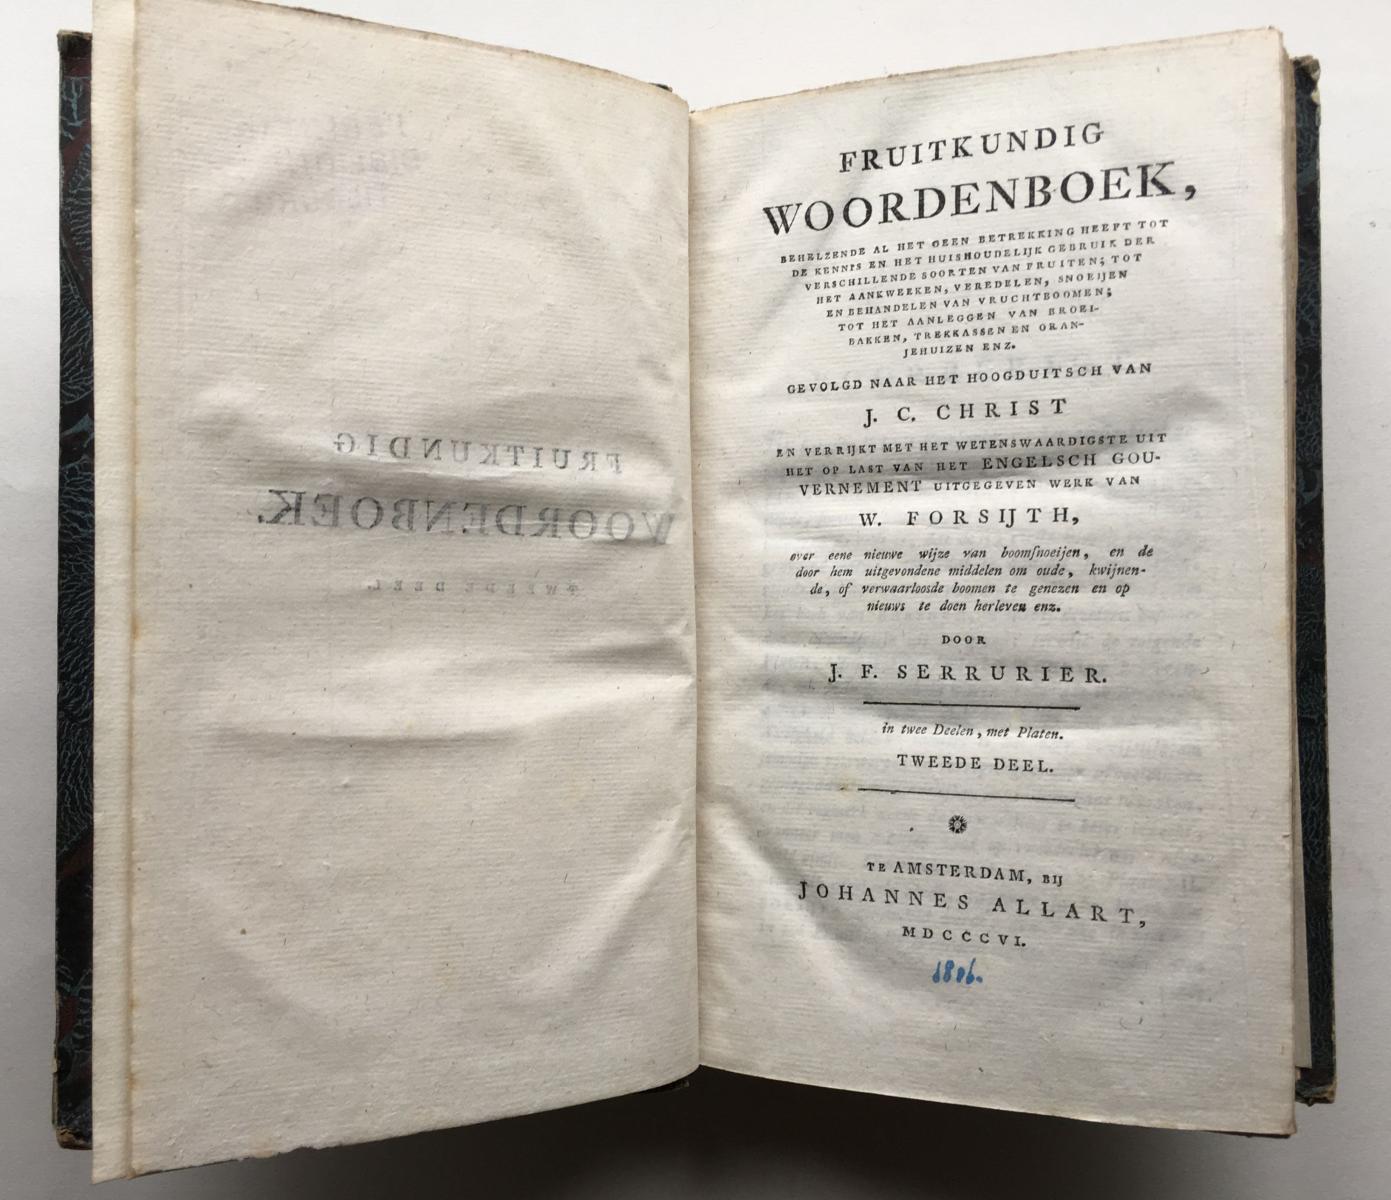 FRUITKUNDIG
WOORDENBOEK.
TWEEDE DEEL.
FRUITKUNDIG
WOORDENBOEK,
BEHELZENDE AL HET GEEN BETREKKING HEEFT TOT
DE KENNIS EN HET HUISHOUDELIJK GEBRUIK DER
VERSCHILLENDE SOORTEN VAN FRUITEN; TOT
HET AANKWEEKEN, VEREDELEN, SNOEIJEN
EN BEHANDELEN VAN VRUCHTBOOMEN;
TOT HET AANLEGGEN VAN BROEI-
BAKKEN, TREKKASSEN EN ORAN-
JEHUIZEN ENZ.
GEVOLGD NAAR HET HOOGDUITSCH VAN
J. C. CHRIST
EN VERRIJKT MET HET WETENSWAARDIGSTE UIT
HET OP LAST VAN HET ENGELSCH GOU-
VERNEMENT UITGEGEVEN WERK VAN
W. FORSIJTH,
over eene nieuwe wijze van boomſnoeijen, en de
door hem uitgevondene middelen om oude, kwijnen-
de, of verwaarloosde boomen te genezen en op
nieuws te doen herleven enz.
DOOR
J. F. SERRURIER.
in twee Deelen, met Platen.
TWEEDE DEEL.
TE AMSTERDAM, BIJ
JOHANNES ALLART,
MDCCCVI.
1806.